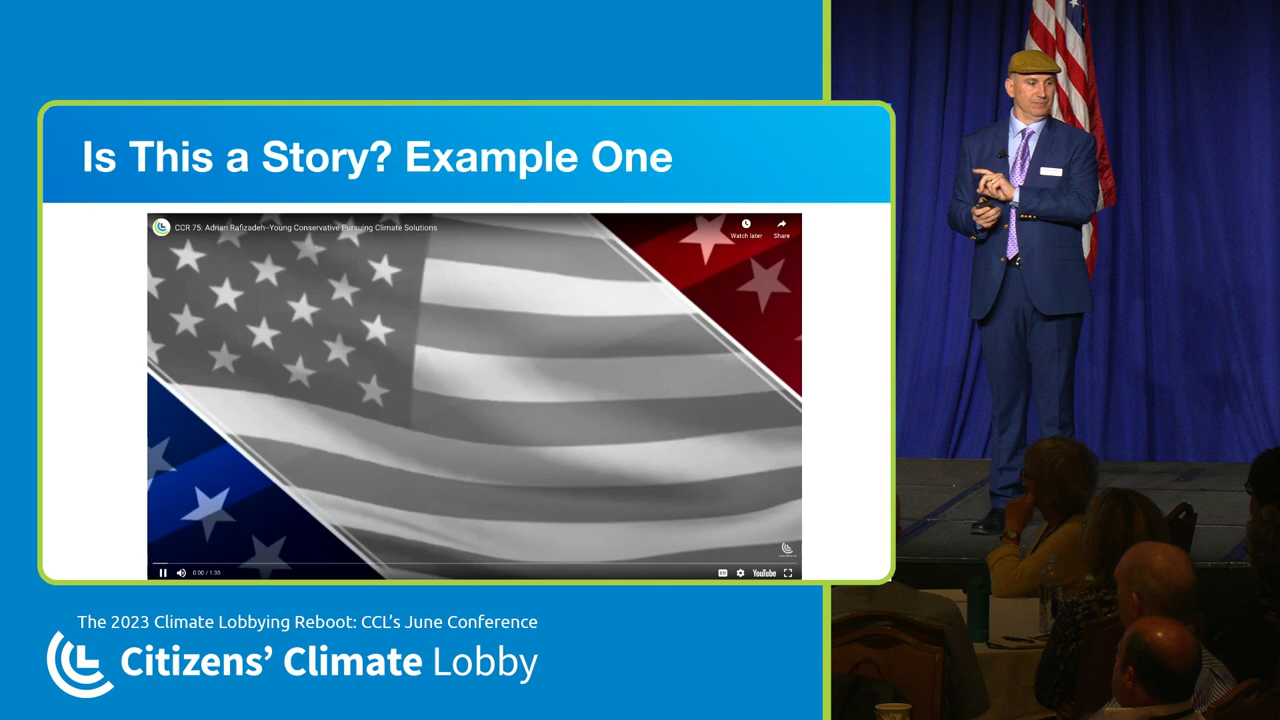 Is This a Story? Example One
CCR 75: Adrian Rafizadeh–Young Conservative Pursuing Climate Solutions
Watch later
Share
0:00 / 1:30
CC
YouTube
The 2023 Climate Lobbying Reboot: CCL’s June Conference
Citizens’ Climate Lobby